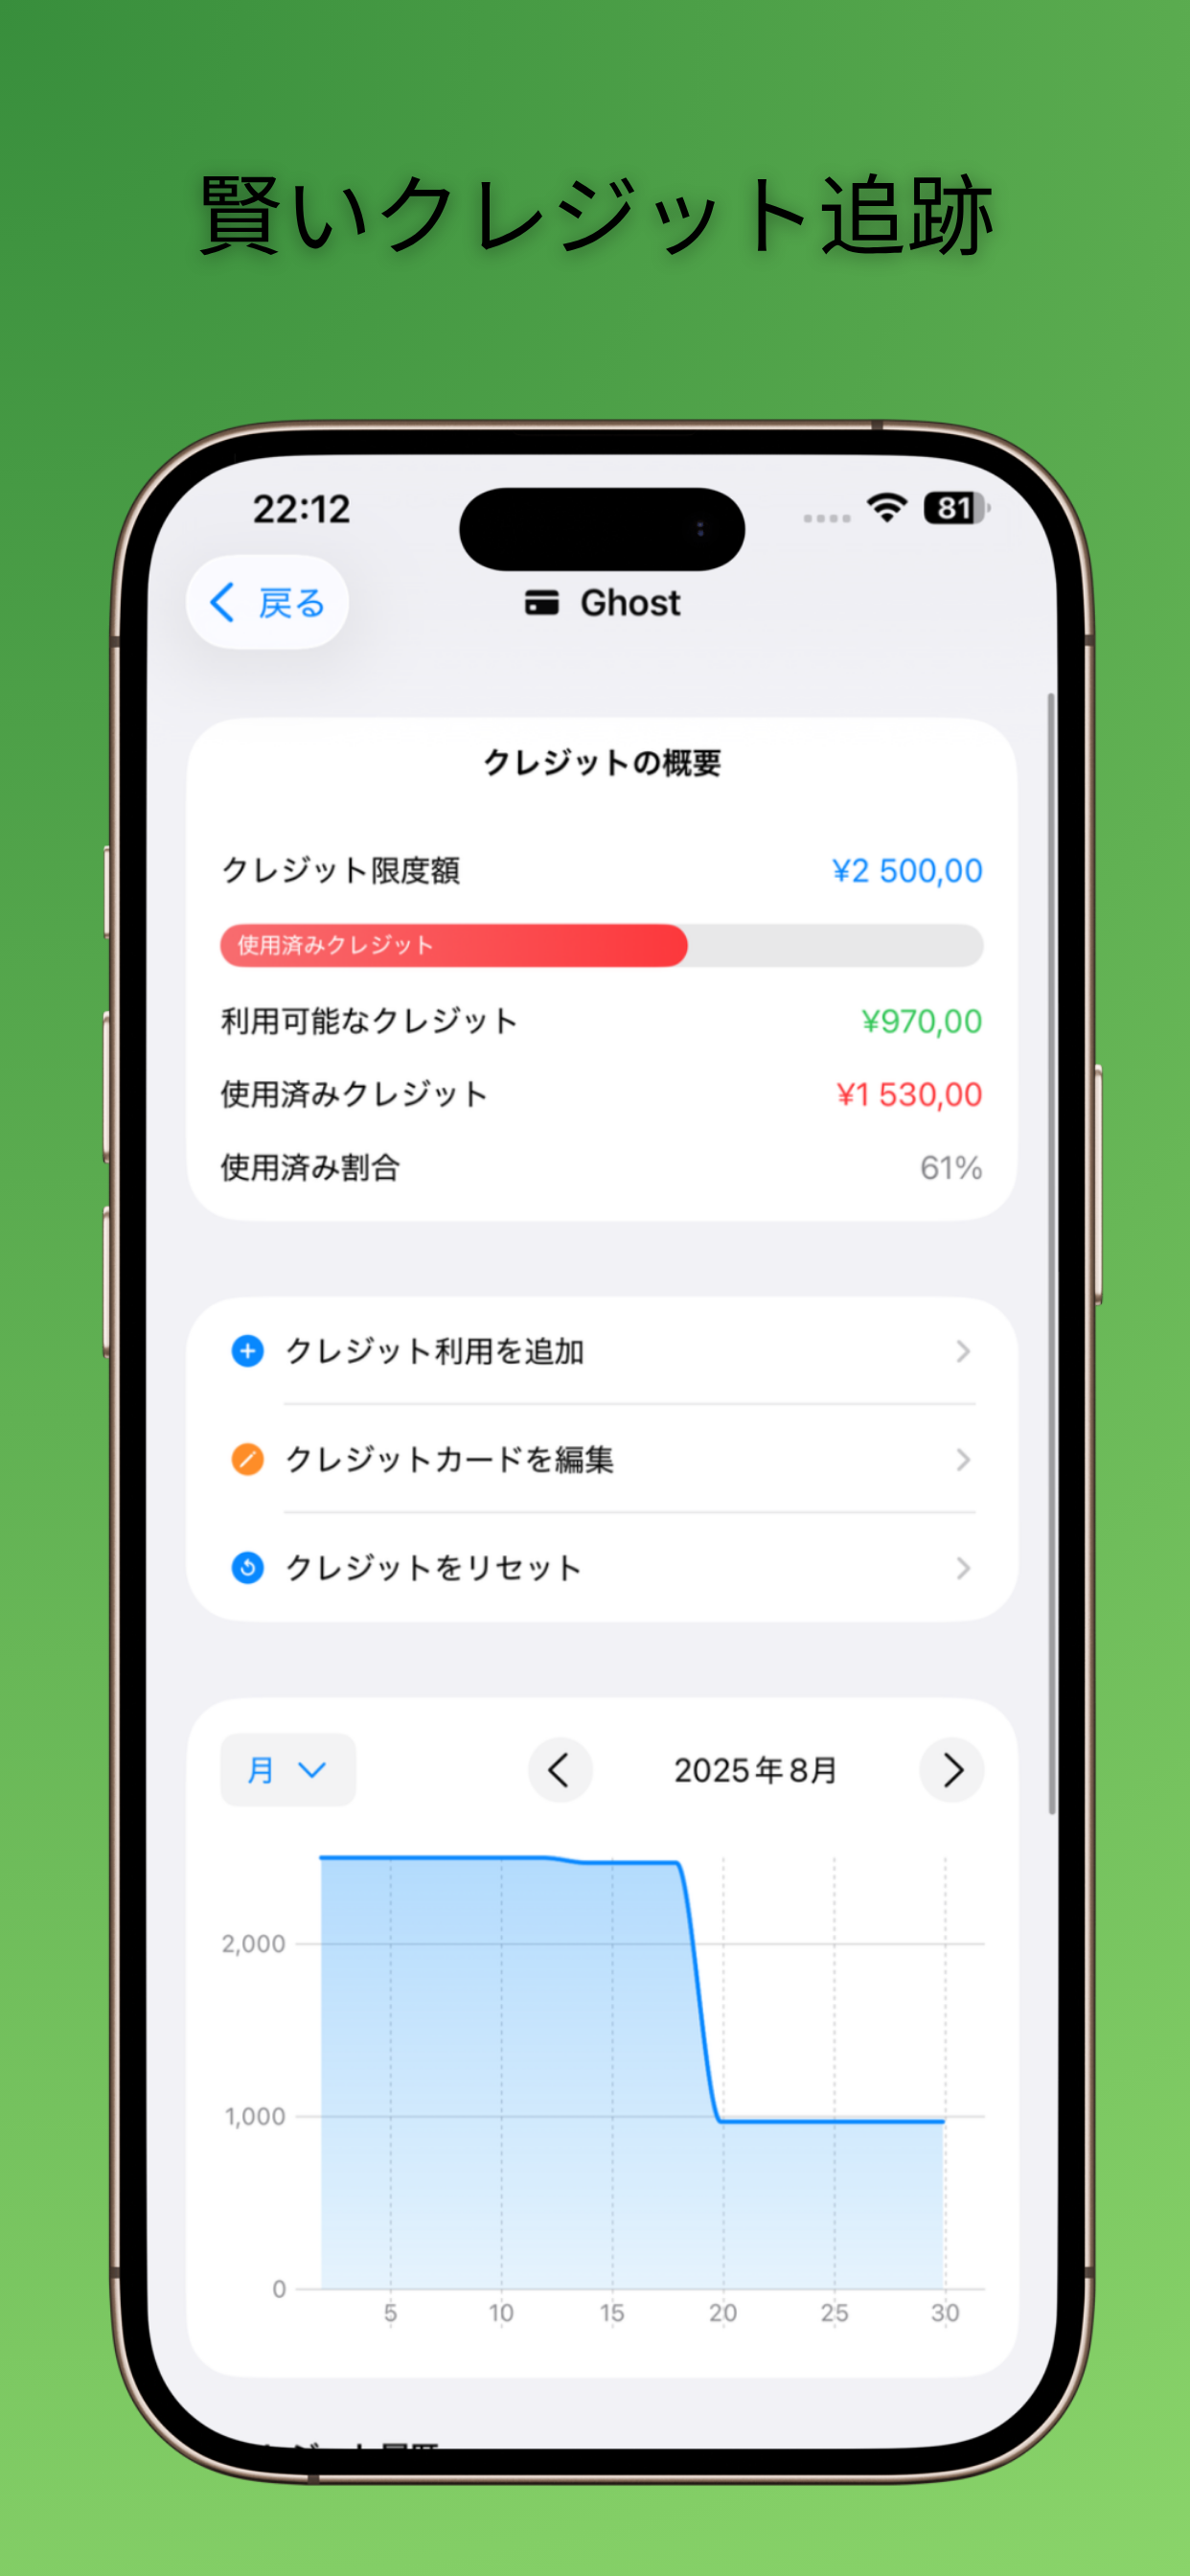 賢いクレジット追跡
22:12
81
戻る
Ghost
クレジットの概要
クレジット限度額 ¥2 500,00
使用済みクレジット
利用可能なクレジット ¥970,00
使用済みクレジット ¥1 530,00
使用済み割合 61%
クレジット利用を追加
クレジットカードを編集
クレジットをリセット
月
2025年8月
2,000
1,000
0
5 10 15 20 25 30